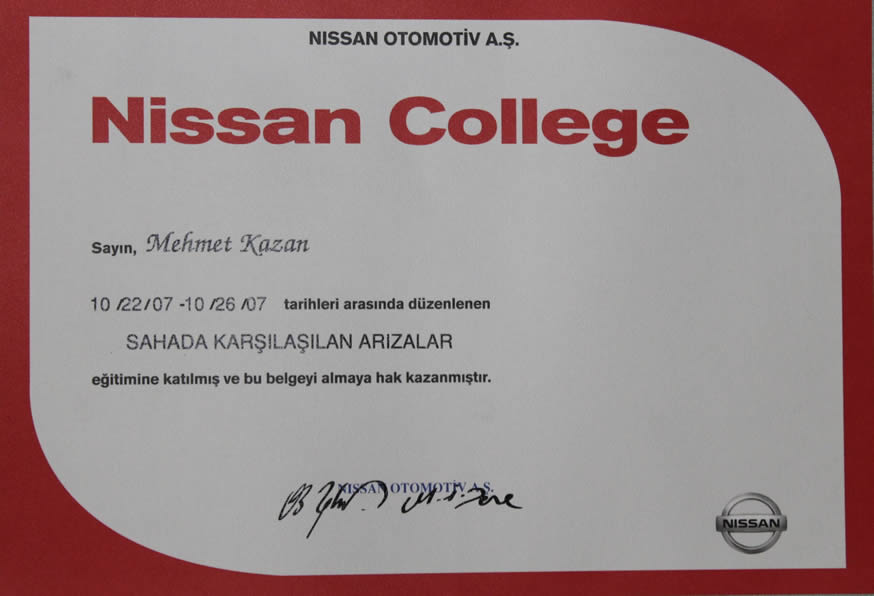 NISSAN OTOMOTİV A.Ş.
Nissan College
Sayın, Mehmet Kazan
10 /22/07 -10 /26 /07 tarihleri arasında düzenlenen
SAHADA KARŞILAŞILAN ARIZALAR
eğitimine katılmış ve bu belgeyi almaya hak kazanmıştır.
NISSAN OTOMOTİV A.Ş.
NISSAN